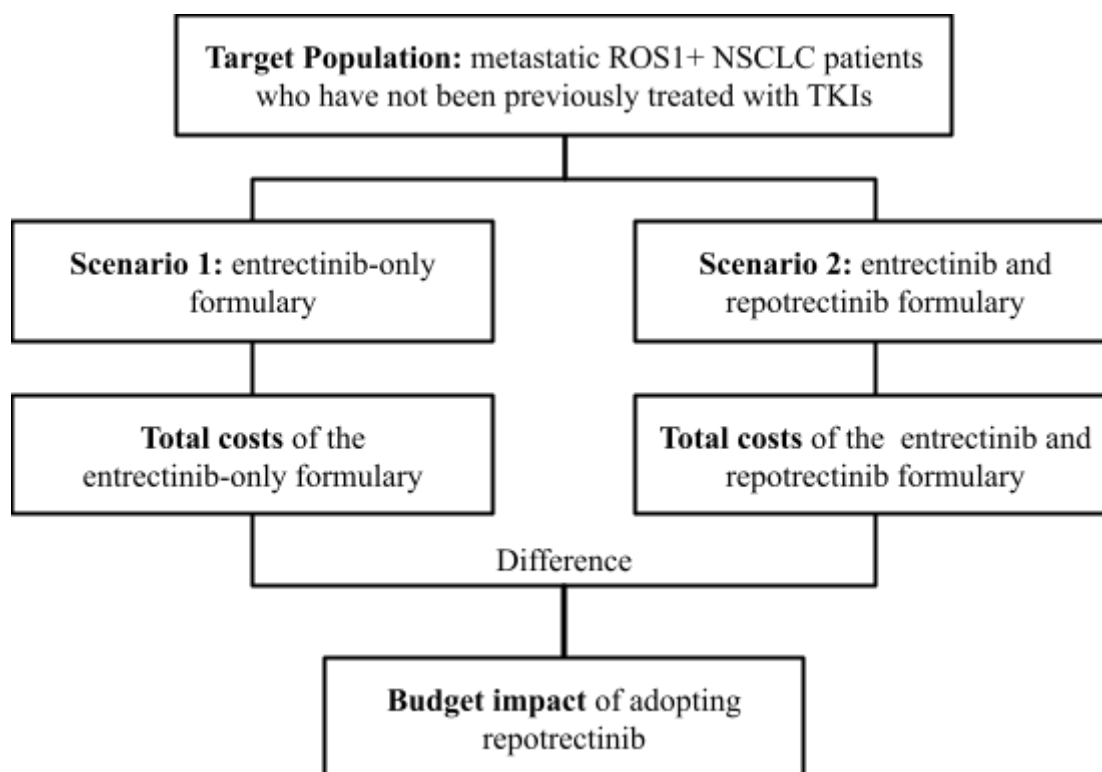 Target Population: metastatic ROS1+ NSCLC patients
who have not been previously treated with TKIs
Scenario 1: entrectinib-only
formulary
Scenario 2: entrectinib and
repotrectinib formulary
Total costs of the
entrectinib-only formulary
Total costs of the entrectinib and
repotrectinib formulary
Difference
Budget impact of adopting
repotrectinib